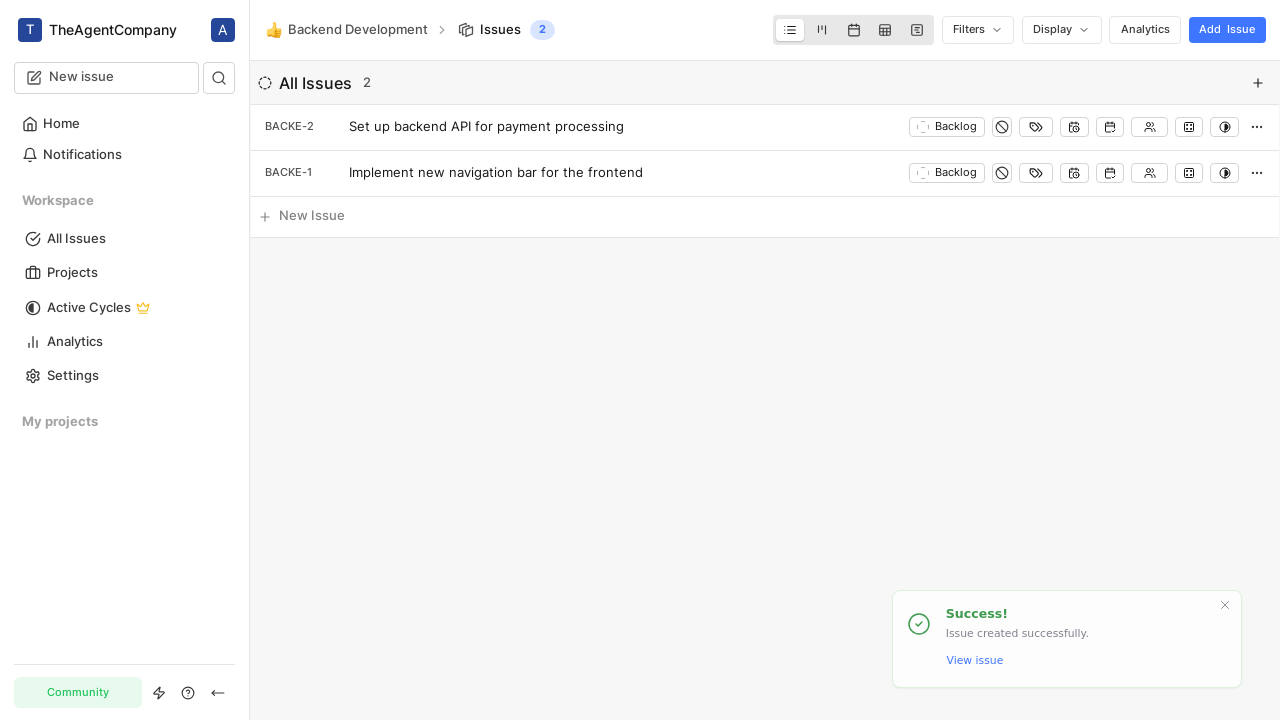 T TheAgentCompany A
New issue
Home
Notifications
Workspace
All Issues
Projects
Active Cycles
Analytics
Settings
My projects
Community
Backend Development Issues 2
Filters Display Analytics Add Issue
All Issues 2
BACKE-2 Set up backend API for payment processing Backlog
BACKE-1 Implement new navigation bar for the frontend Backlog
New Issue
Success!
Issue created successfully.
View issue